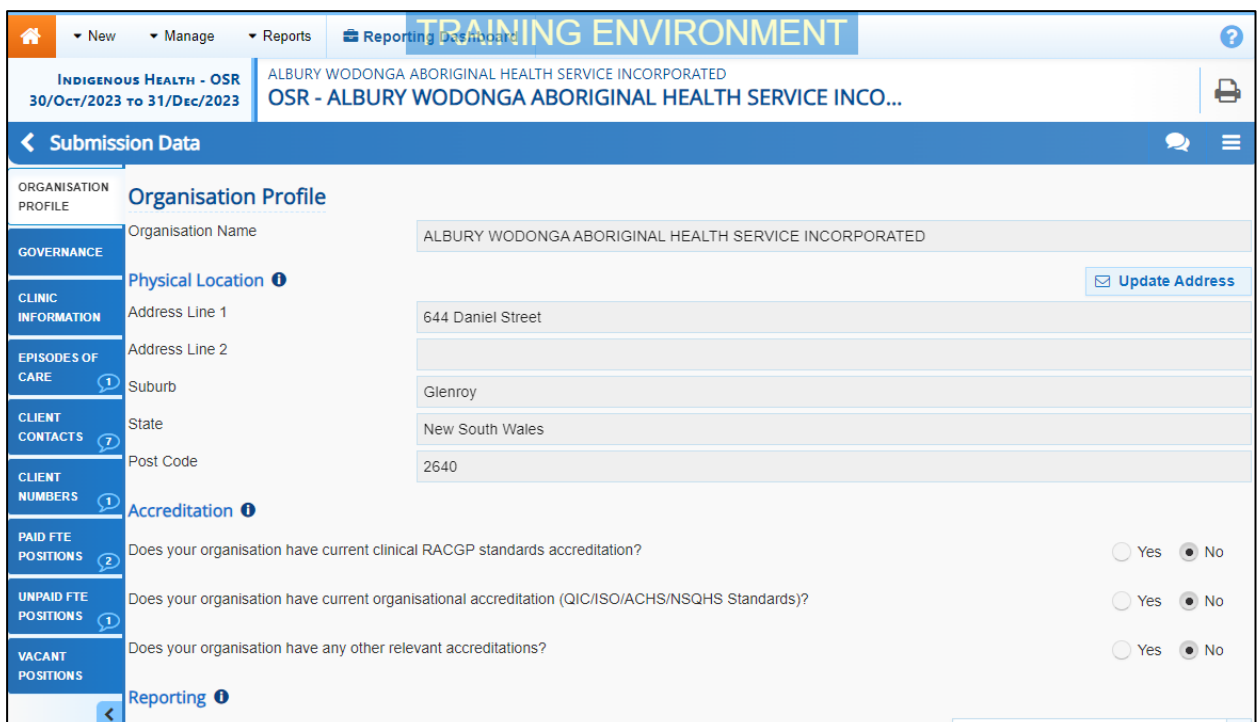 New Manage Reports Reporting Dashboard TRAINING ENVIRONMENT ?
INDIGENOUS HEALTH - OSR
30/OCT/2023 TO 31/DEC/2023
ALBURY WODONGA ABORIGINAL HEALTH SERVICE INCORPORATED
OSR - ALBURY WODONGA ABORIGINAL HEALTH SERVICE INCO...
Submission Data
ORGANISATION
PROFILE
GOVERNANCE
CLINIC
INFORMATION
EPISODES OF
CARE 1
CLIENT
CONTACTS 7
CLIENT
NUMBERS 1
PAID FTE
POSITIONS 2
UNPAID FTE
POSITIONS 1
VACANT
POSITIONS
Organisation Profile
Organisation Name ALBURY WODONGA ABORIGINAL HEALTH SERVICE INCORPORATED
Physical Location i Update Address
Address Line 1 644 Daniel Street
Address Line 2
Suburb Glenroy
State New South Wales
Post Code 2640
Accreditation i
Does your organisation have current clinical RACGP standards accreditation? Yes No
Does your organisation have current organisational accreditation (QIC/ISO/ACHS/NSQHS Standards)? Yes No
Does your organisation have any other relevant accreditations? Yes No
Reporting i